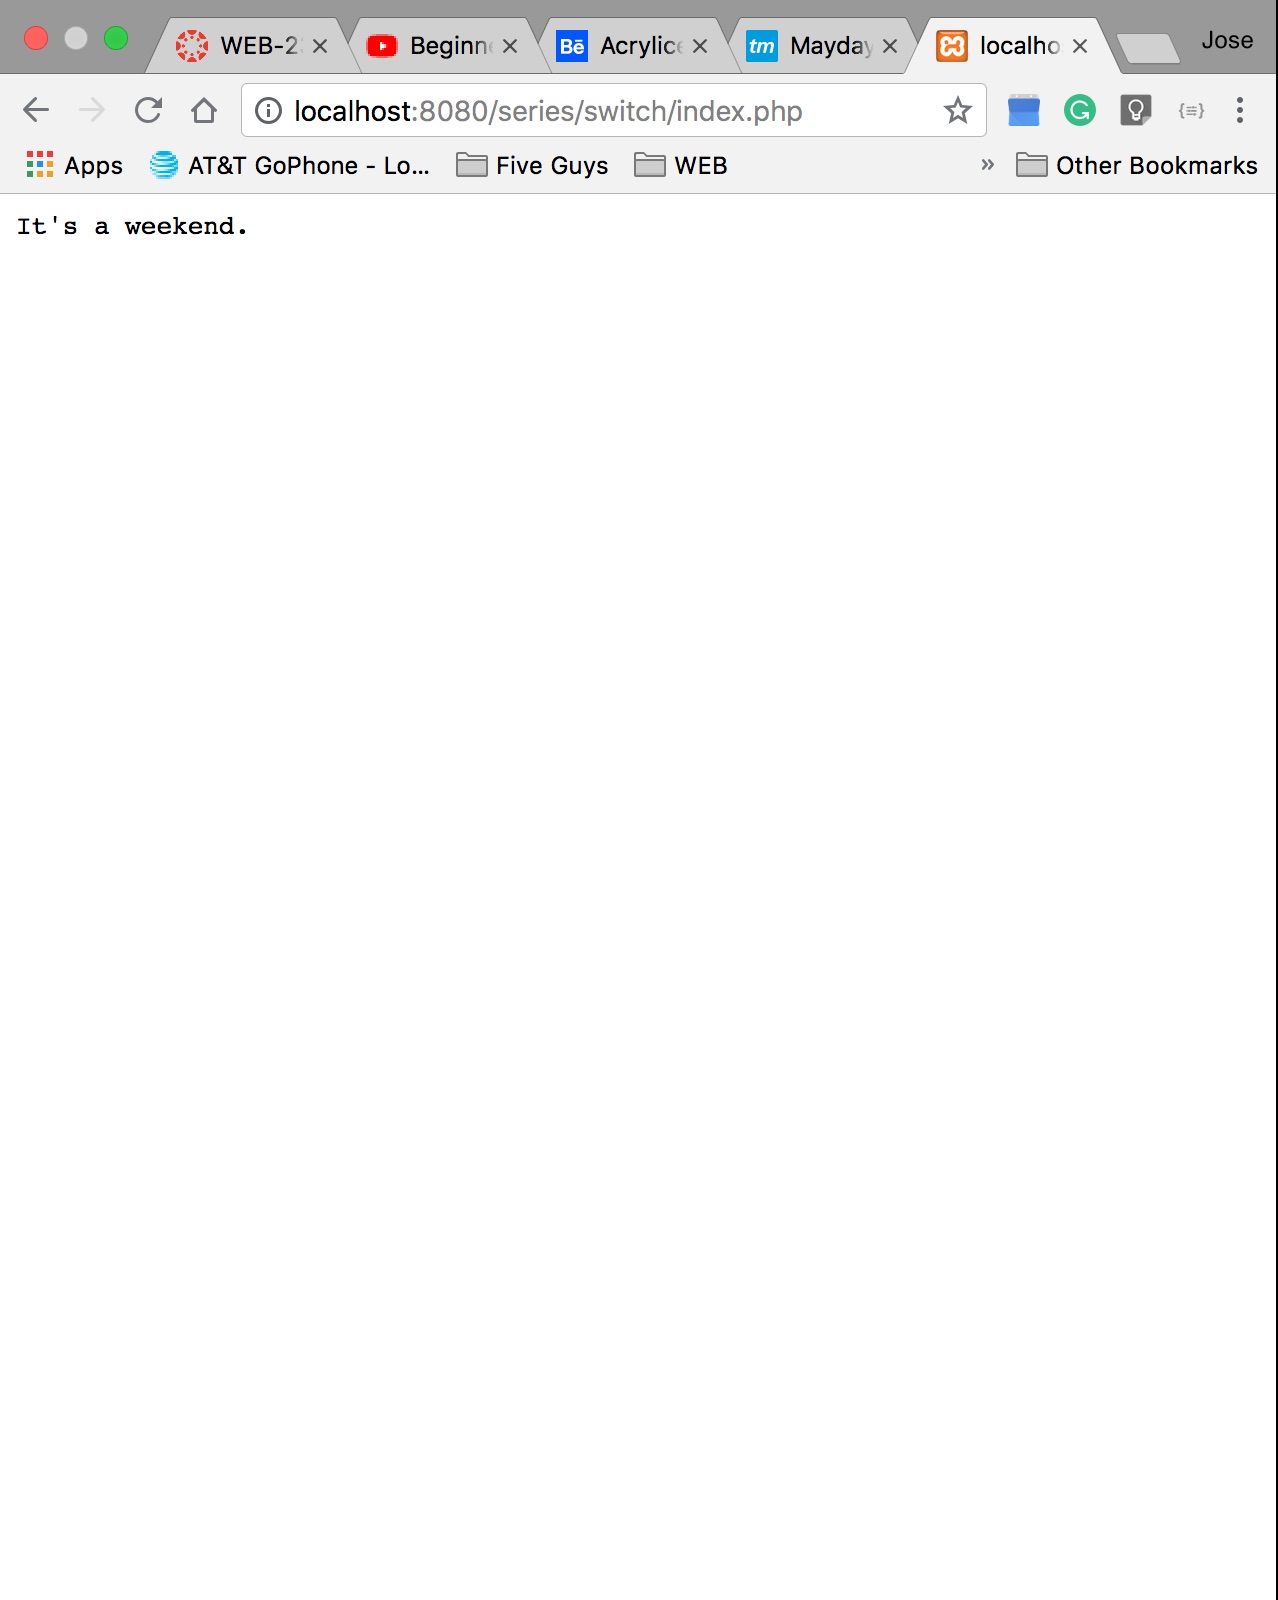 WEB-2
Beginn
Bē Acrylic
tm Mayday
localho
Jose
localhost:8080/series/switch/index.php
Apps
AT&T GoPhone - Lo...
Five Guys
WEB
»
Other Bookmarks
It's a weekend.